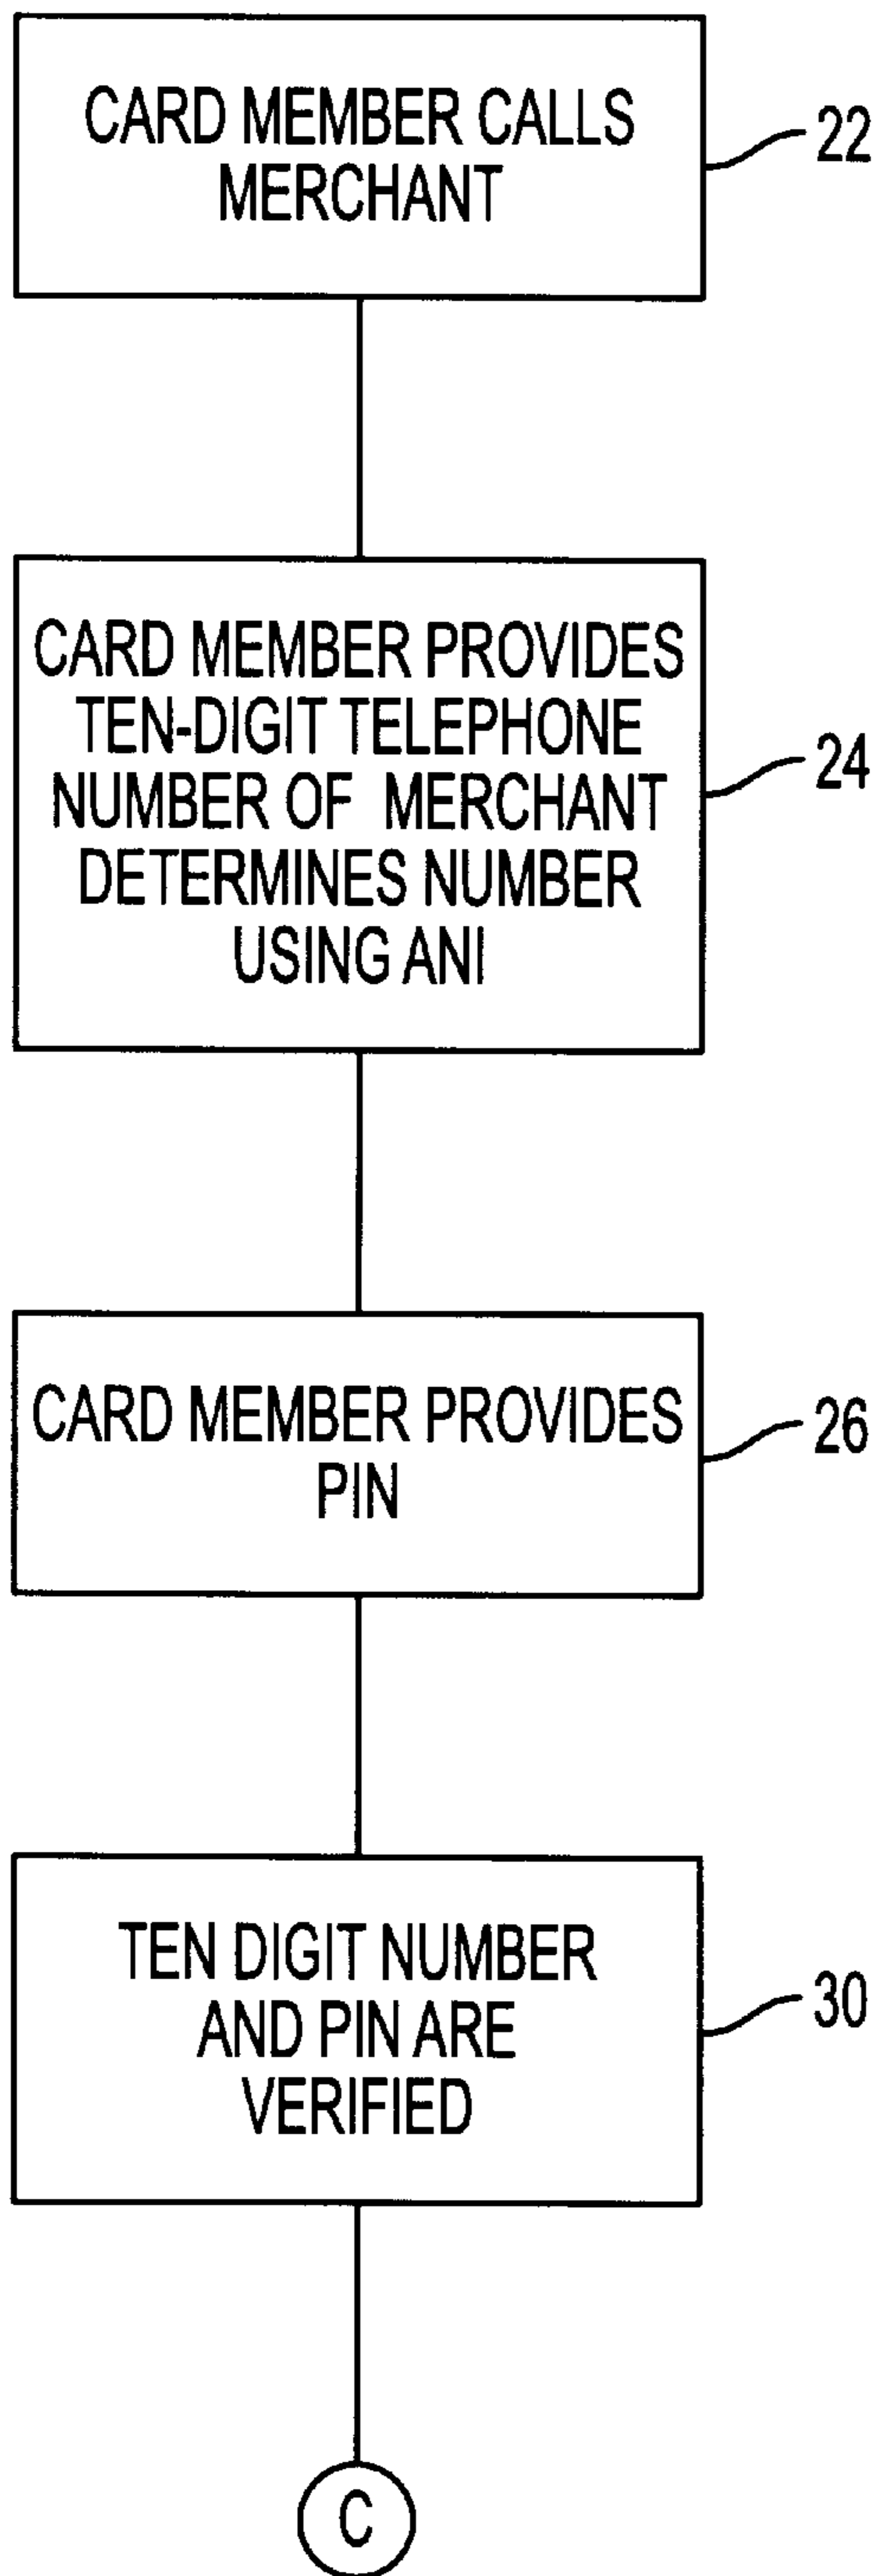 CARD MEMBER CALLS
MERCHANT
22
CARD MEMBER PROVIDES
TEN-DIGIT TELEPHONE
NUMBER OF MERCHANT
DETERMINES NUMBER
USING ANI
24
CARD MEMBER PROVIDES
PIN
26
TEN DIGIT NUMBER
AND PIN ARE
VERIFIED
30
C